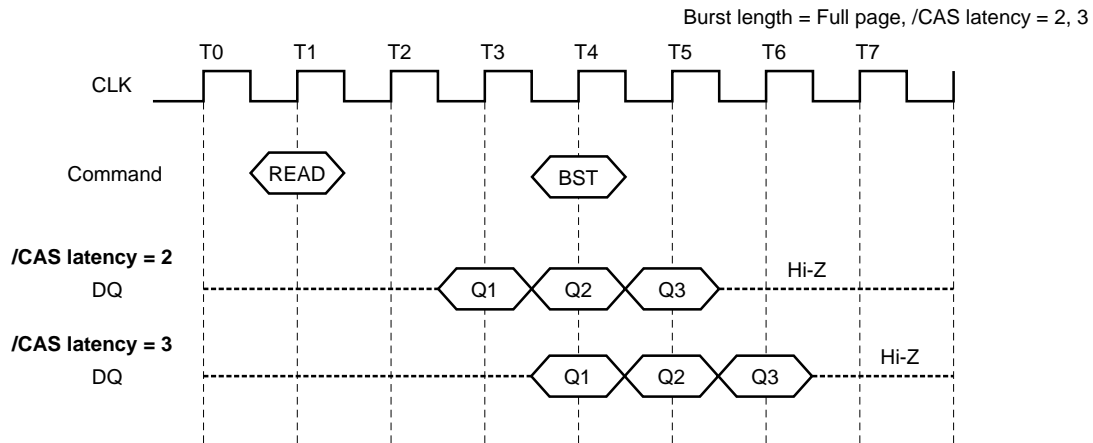 Burst length = Full page, /CAS latency = 2, 3
T0 T1 T2 T3 T4 T5 T6 T7
CLK
Command READ BST
/CAS latency = 2
Hi-Z
DQ Q1 Q2 Q3
/CAS latency = 3
Hi-Z
DQ Q1 Q2 Q3